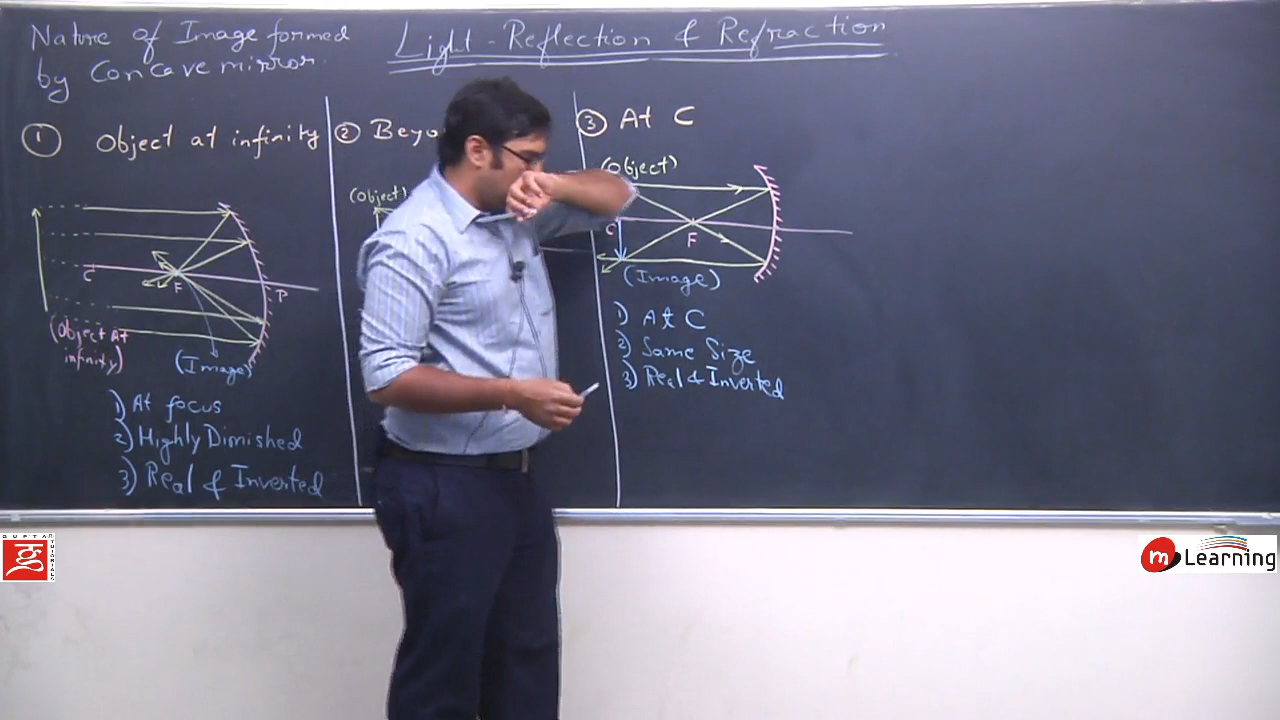 Nature of Image formed
by Concave mirror.
Light - Reflection & Refraction
1 Object at infinity
C
F
P
(Object At
infinity)
(Image)
1) At focus
2) Highly Dimished
3) Real & Inverted
2
(Object)
3 At C
(Object)
C
F
(Image)
1) At C
2) Same Size
3) Real & Inverted
GUPTA
TUTORIALS
m Learning